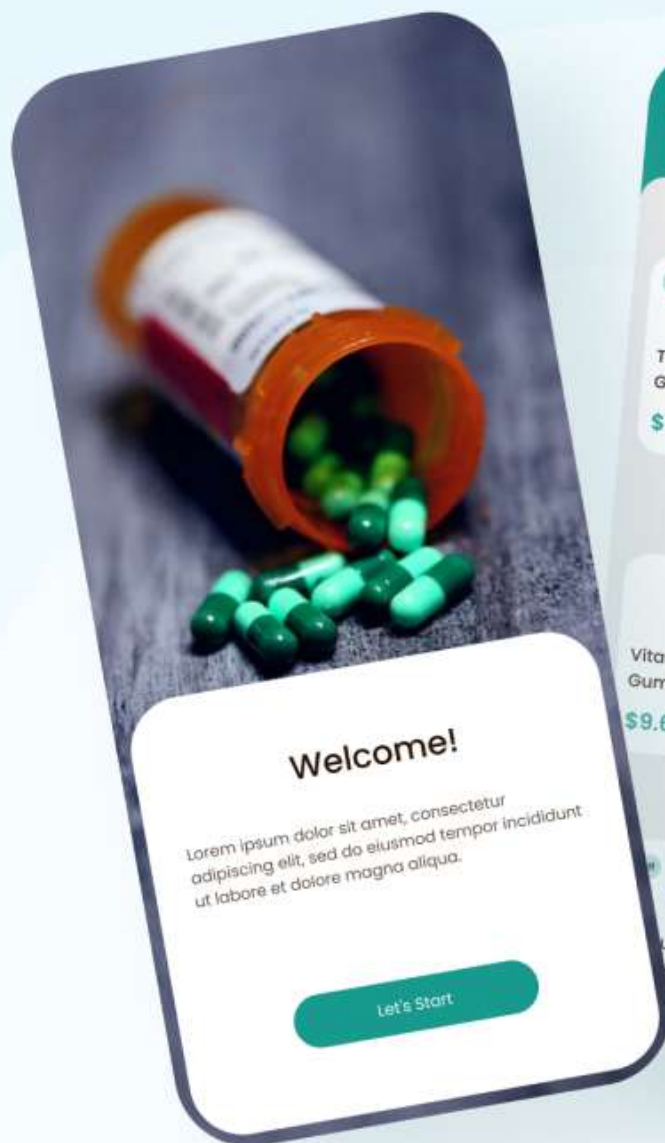 Welcome!
Lorem ipsum dolor sit amet, consectetur
adipiscing elit, sed do eiusmod tempor incididunt
ut labore et dolore magna aliqua.
Let's Start
T
G
$
Vita
Gum
$9.6